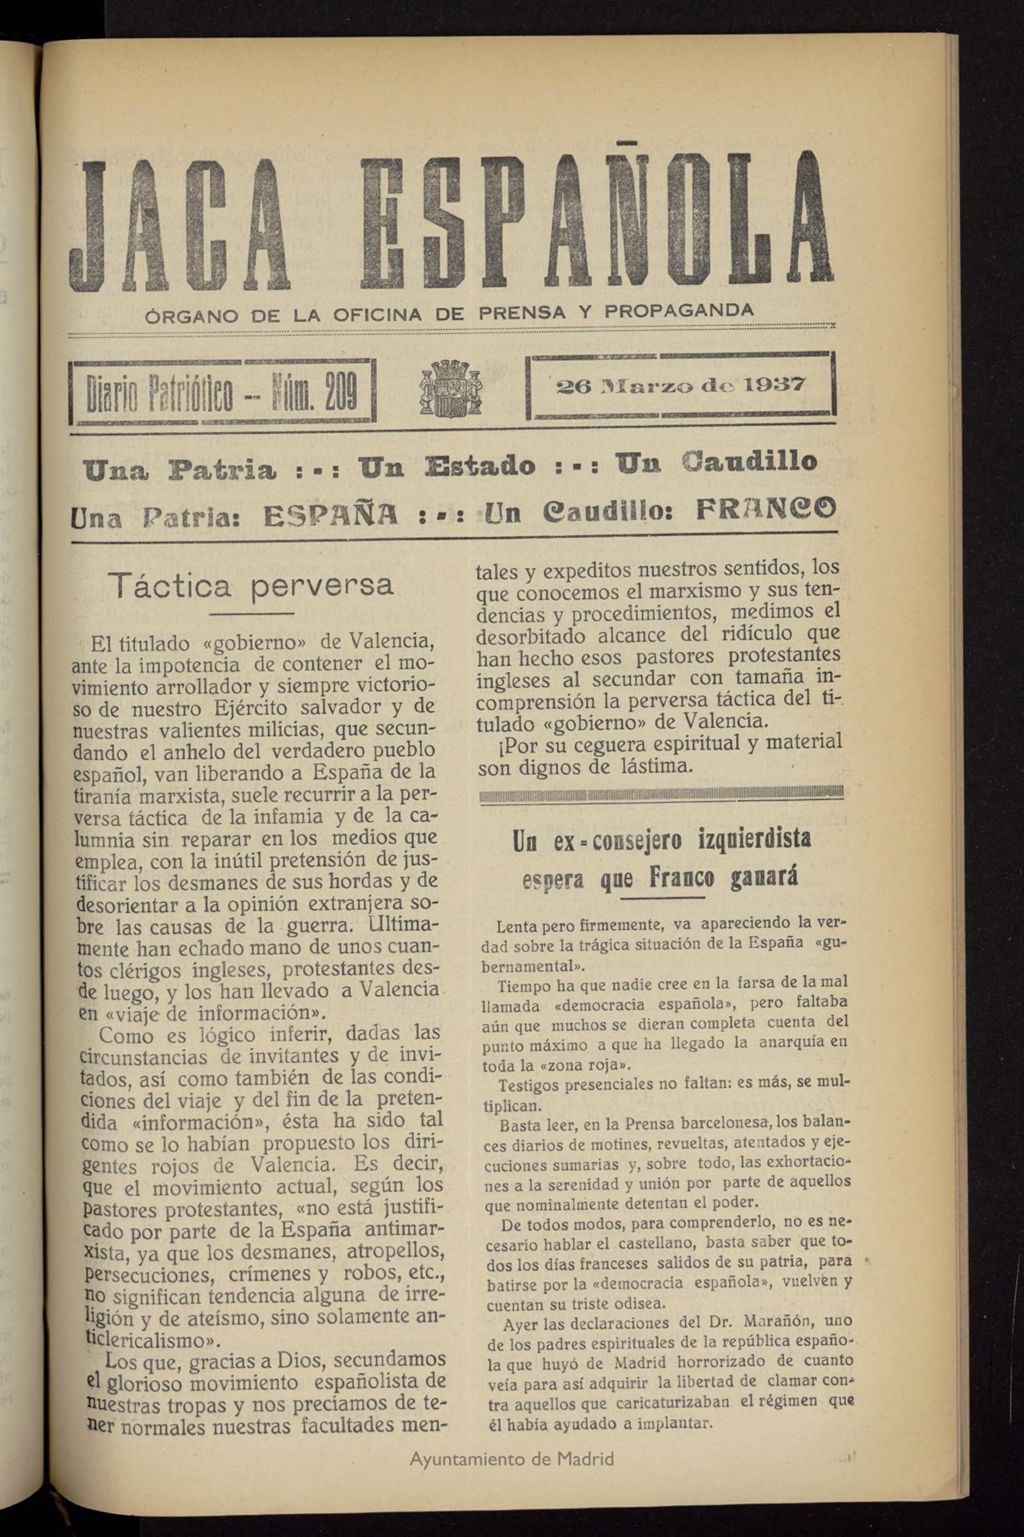 JACA ESPAÑOLA
ÓRGANO DE LA OFICINA DE PRENSA Y PROPAGANDA
Diario Patriótico -- Núm. 209
26 Marzo de 1937
Una Patria :-: Un Estado :-: Un Caudillo
Una Patria: ESPAÑA :-: Un Caudillo: FRANCO
Táctica perversa
El titulado «gobierno» de Valencia,
ante la impotencia de contener el mo-
vimiento arrollador y siempre victorio-
so de nuestro Ejército salvador y de
nuestras valientes milicias, que secun-
dando el anhelo del verdadero pueblo
español, van liberando a España de la
tiranía marxista, suele recurrir a la per-
versa táctica de la infamia y de la ca-
lumnia sin reparar en los medios que
emplea, con la inútil pretensión de jus-
tificar los desmanes de sus hordas y de
desorientar a la opinión extranjera so-
bre las causas de la guerra. Ultima-
mente han echado mano de unos cuan-
tos clérigos ingleses, protestantes des-
de luego, y los han llevado a Valencia
en «viaje de información».
Como es lógico inferir, dadas las
circunstancias de invitantes y de invi-
tados, así como también de las condi-
ciones del viaje y del fin de la preten-
dida «información», ésta ha sido tal
como se lo habían propuesto los diri-
gentes rojos de Valencia. Es decir,
que el movimiento actual, según los
pastores protestantes, «no está justifi-
cado por parte de la España antimar-
xista, ya que los desmanes, atropellos,
persecuciones, crímenes y robos, etc.,
no significan tendencia alguna de irre-
ligión y de ateísmo, sino solamente an-
ticlericalismo».
Los que, gracias a Dios, secundamos
el glorioso movimiento españolista de
nuestras tropas y nos preciamos de te-
ner normales nuestras facultades men-
tales y expeditos nuestros sentidos, los
que conocemos el marxismo y sus ten-
dencias y procedimientos, medimos el
desorbitado alcance del ridículo que
han hecho esos pastores protestantes
ingleses al secundar con tamaña in-
comprensión la perversa táctica del ti-
tulado «gobierno» de Valencia.
¡Por su ceguera espiritual y material
son dignos de lástima.
Un ex-consejero izquierdista
espera que Franco ganará
Lenta pero firmemente, va apareciendo la ver-
dad sobre la trágica situación de la España «gu-
bernamental».
Tiempo ha que nadie cree en la farsa de la mal
llamada «democracia española», pero faltaba
aún que muchos se dieran completa cuenta del
punto máximo a que ha llegado la anarquía en
toda la «zona roja».
Testigos presenciales no faltan: es más, se mul-
tiplican.
Basta leer, en la Prensa barcelonesa, los balan-
ces diarios de motines, revueltas, atentados y eje-
cuciones sumarias y, sobre todo, las exhortacio-
nes a la serenidad y unión por parte de aquellos
que nominalmente detentan el poder.
De todos modos, para comprenderlo, no es ne-
cesario hablar el castellano, basta saber que to-
dos los días franceses salidos de su patria, para
batirse por la «democracia española», vuelven y
cuentan su triste odisea.
Ayer las declaraciones del Dr. Marañón, uno
de los padres espirituales de la república españo-
la que huyó de Madrid horrorizado de cuanto
veía para así adquirir la libertad de clamar con-
tra aquellos que caricaturizaban el régimen que
él había ayudado a implantar.
Ayuntamiento de Madrid